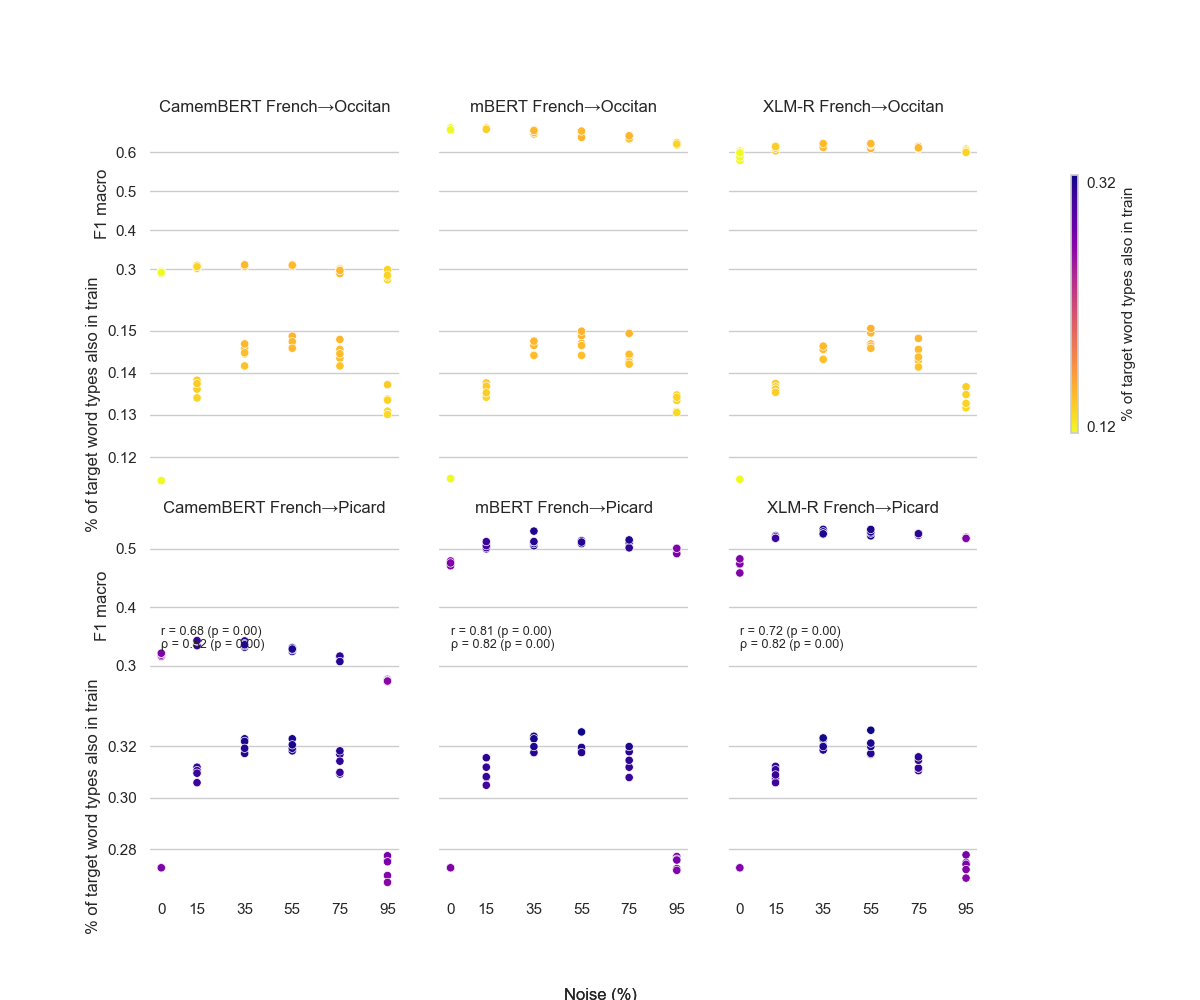 CamemBERT French→Occitan
mBERT French→Occitan
XLM-R French→Occitan
F1 macro
0.6
0.5
0.4
0.3
% of target word types also in train
0.15
0.14
0.13
0.12
0.32
0.12
% of target word types also in train
CamemBERT French→Picard
mBERT French→Picard
XLM-R French→Picard
F1 macro
0.5
0.4
0.3
r = 0.68 (p = 0.00)
r = 0.81 (p = 0.00)
ρ = 0.82 (p = 0.00)
r = 0.72 (p = 0.00)
ρ = 0.82 (p = 0.00)
% of target word types also in train
0.32
0.30
0.28
0 15 35 55 75 95
0 15 35 55 75 95
0 15 35 55 75 95
Noise (%)